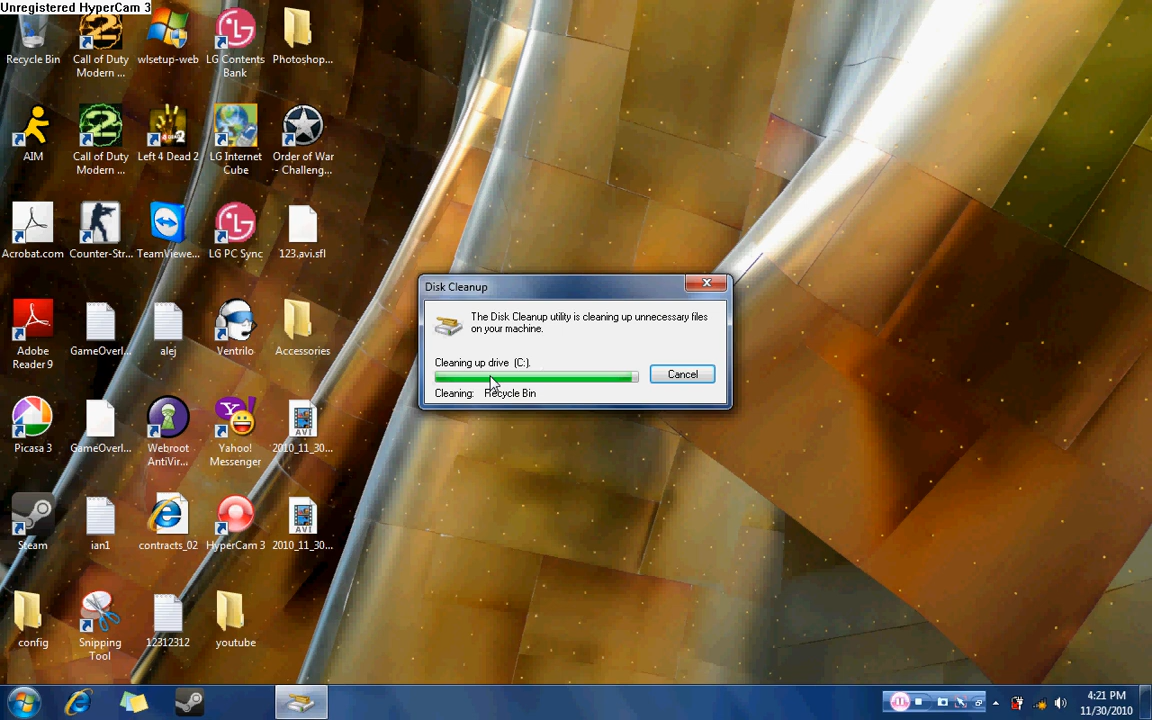 Unregistered HyperCam 3
Recycle Bin
Call of Duty
Modern ...
wlsetup-web
LG Contents
Bank
Photoshop...
AIM
Call of Duty
Modern ...
Left 4 Dead 2
LG Internet
Cube
Order of War
- Challeng...
Acrobat.com
Counter-Str...
TeamViewe...
LG PC Sync
123.avi.sfl
Adobe
Reader 9
GameOverl...
alej
Ventrilo
Accessories
Picasa 3
GameOverl...
Webroot
AntiVir...
Yahoo!
Messenger
AVI
2010_11_30...
Steam
ian1
contracts_02
HyperCam 3
AVI
2010_11_30...
config
Snipping
Tool
12312312
youtube
Disk Cleanup
The Disk Cleanup utility is cleaning up unnecessary files
on your machine.
Cleaning up drive (C:).
Cancel
Cleaning: Recycle Bin
4:21 PM
11/30/2010